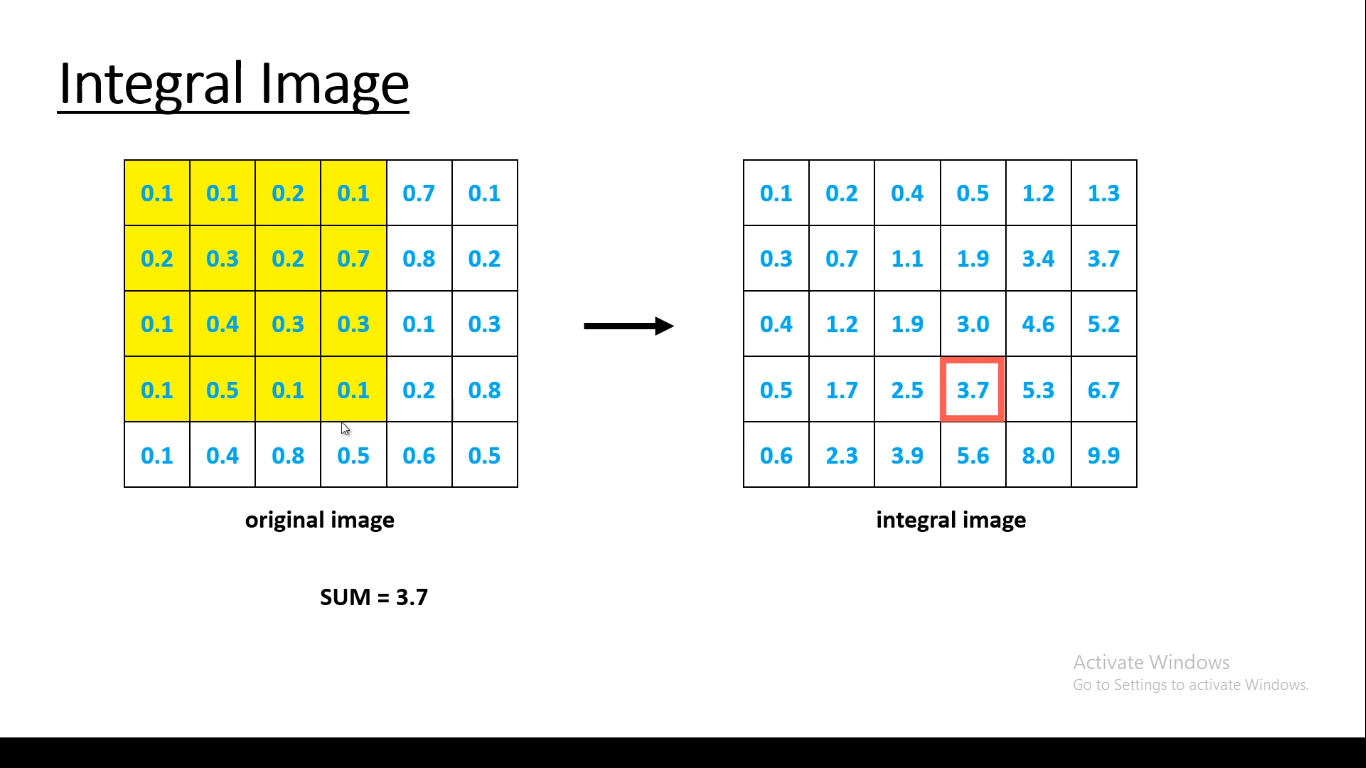 Integral Image
0.1 0.1 0.2 0.1 0.7 0.1
0.2 0.3 0.2 0.7 0.8 0.2
0.1 0.4 0.3 0.3 0.1 0.3
0.1 0.5 0.1 0.1 0.2 0.8
0.1 0.4 0.8 0.5 0.6 0.5
original image
0.1 0.2 0.4 0.5 1.2 1.3
0.3 0.7 1.1 1.9 3.4 3.7
0.4 1.2 1.9 3.0 4.6 5.2
0.5 1.7 2.5 3.7 5.3 6.7
0.6 2.3 3.9 5.6 8.0 9.9
integral image
SUM = 3.7
Activate Windows
Go to Settings to activate Windows.